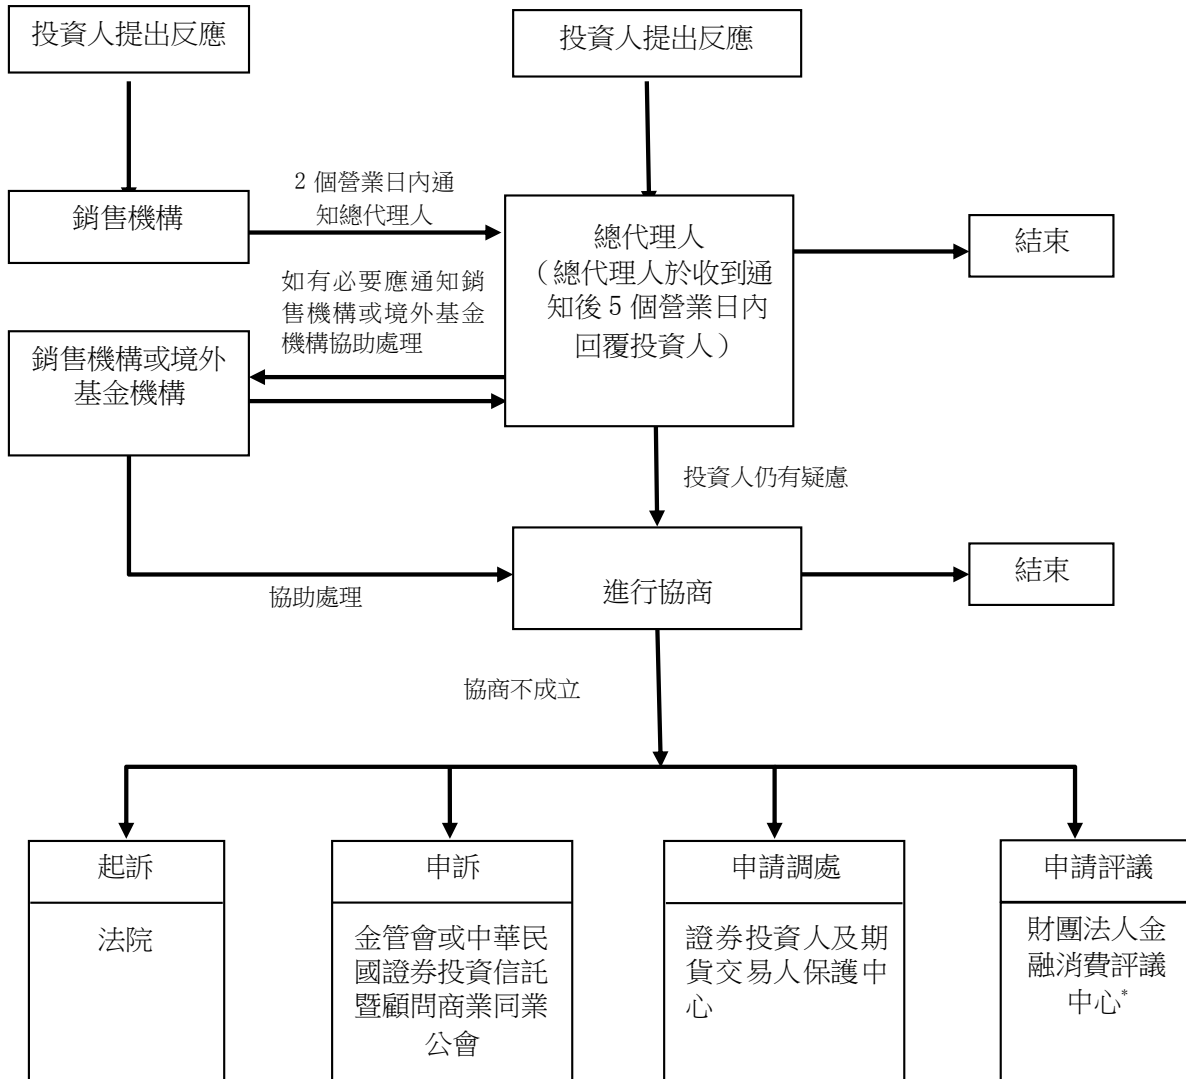 投資人提出反應
投資人提出反應
2 個營業日內通
知總代理人
銷售機構
總代理人
（總代理人於收到通
知後 5 個營業日內
回覆投資人）
結束
如有必要應通知銷
售機構或境外基金
機構協助處理
銷售機構或境外
基金機構
投資人仍有疑慮
進行協商
結束
協助處理
協商不成立
起訴
法院
申訴
金管會或中華民
國證券投資信託
暨顧問商業同業
公會
申請調處
證券投資人及期
貨交易人保護中
心
申請評議
財團法人金
融消費評議
中心*